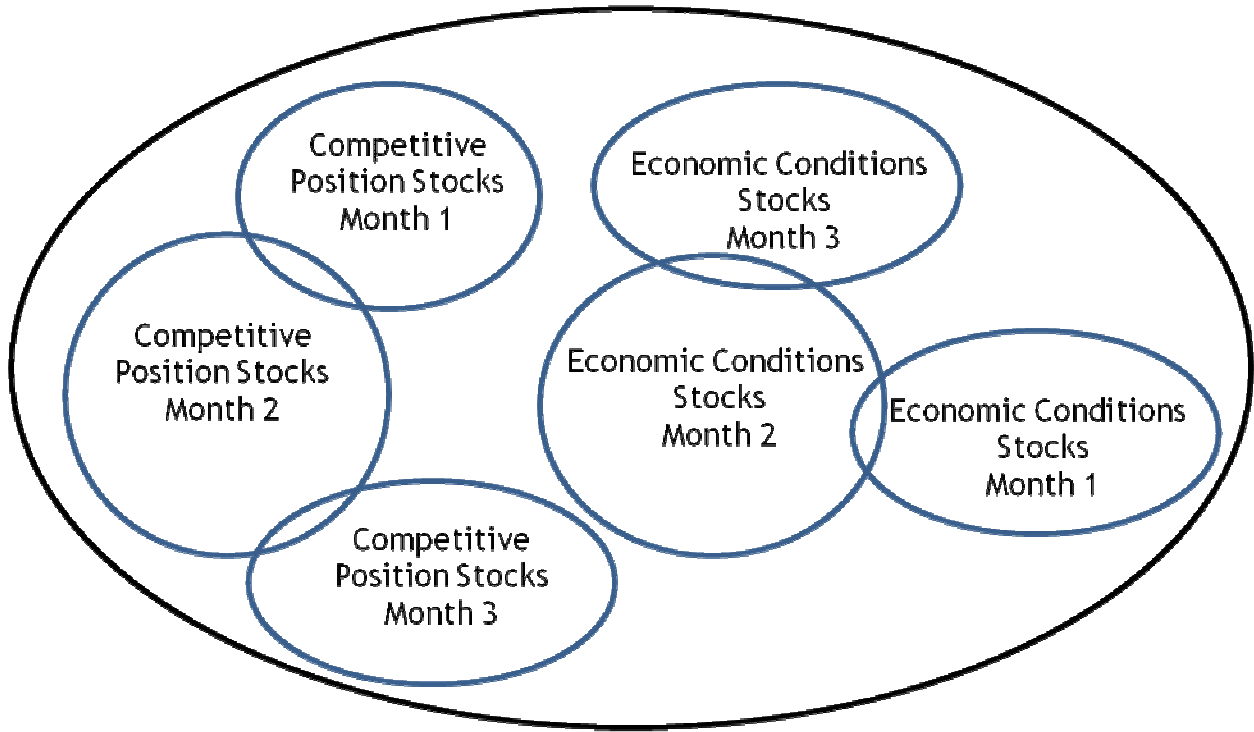 Competitive
Position Stocks
Month 1
Economic Conditions
Stocks
Month 3
Competitive
Position Stocks
Month 2
Economic Conditions
Stocks
Month 2
Economic Conditions
Stocks
Month 1
Competitive
Position Stocks
Month 3